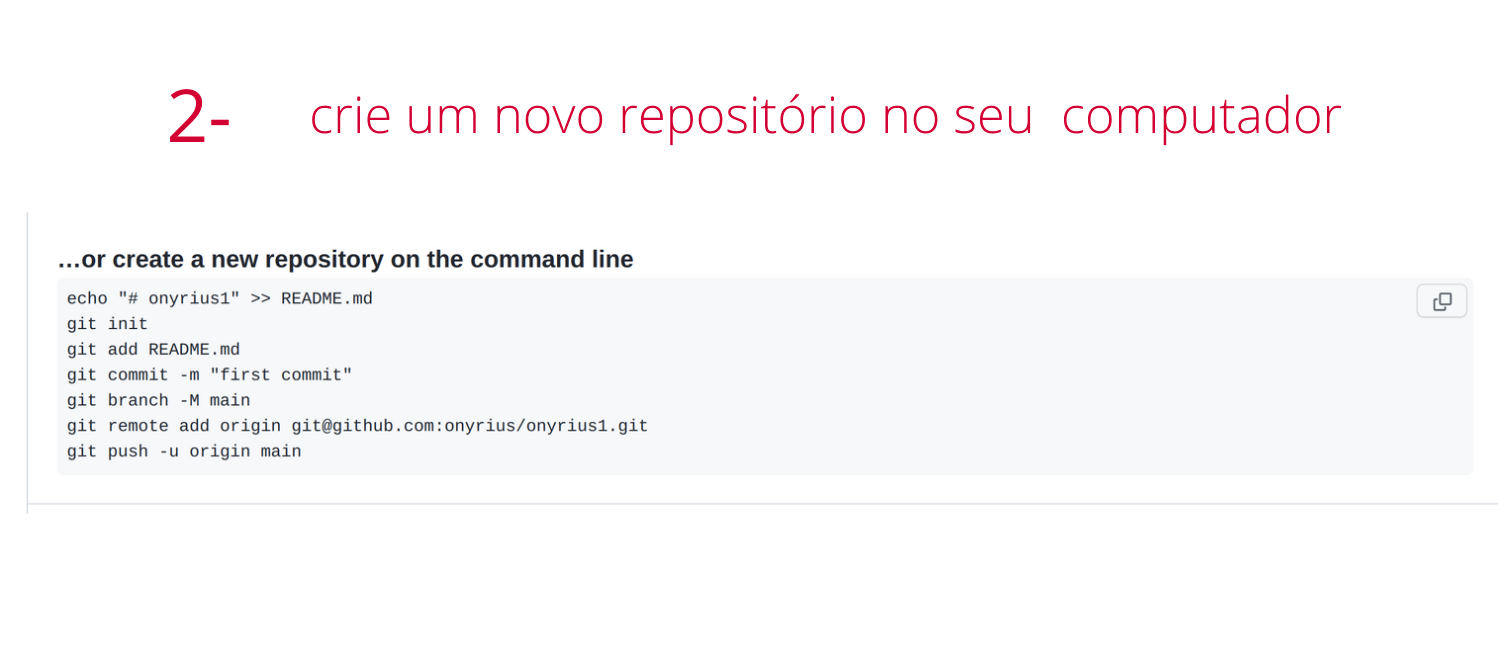 2- crie um novo repositório no seu computador
...or create a new repository on the command line
echo "# onyrius1" >> README.md
git init
git add README.md
git commit -m "first commit"
git branch -M main
git remote add origin git@github.com:onyrius/onyrius1.git
git push -u origin main